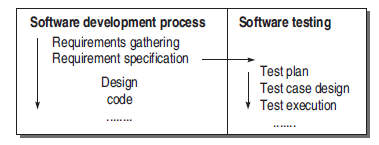 Software development process
Requirements gathering
Requirement specification
Design
code
........
Software testing
Test plan
Test case design
Test execution
.......